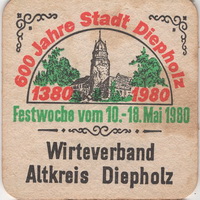 600 Jahre Stadt Diepholz
1380 1980
Festwoche vom 10.-18. Mai 1980
Wirteverband
Altkreis Diepholz